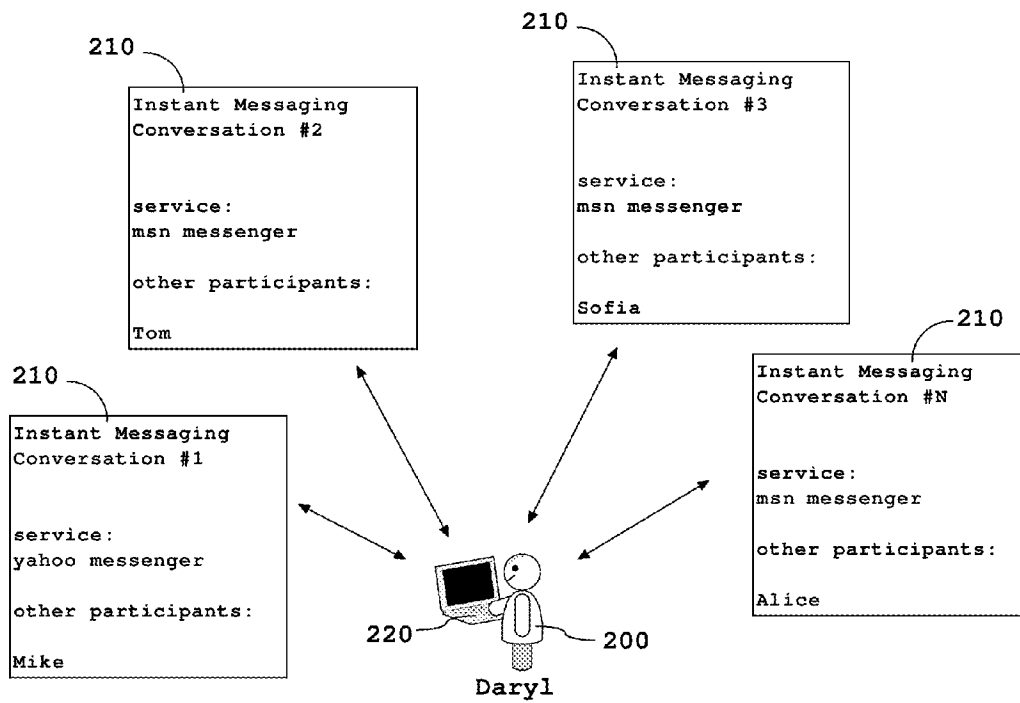 210
Instant Messaging
Conversation #2
service:
msn messenger
other participants:
Tom
210
Instant Messaging
Conversation #3
service:
msn messenger
other participants:
Sofia
210
Instant Messaging
Conversation #1
service:
yahoo messenger
other participants:
Mike
210
Instant Messaging
Conversation #N
service:
msn messenger
other participants:
Alice
220
200
Daryl